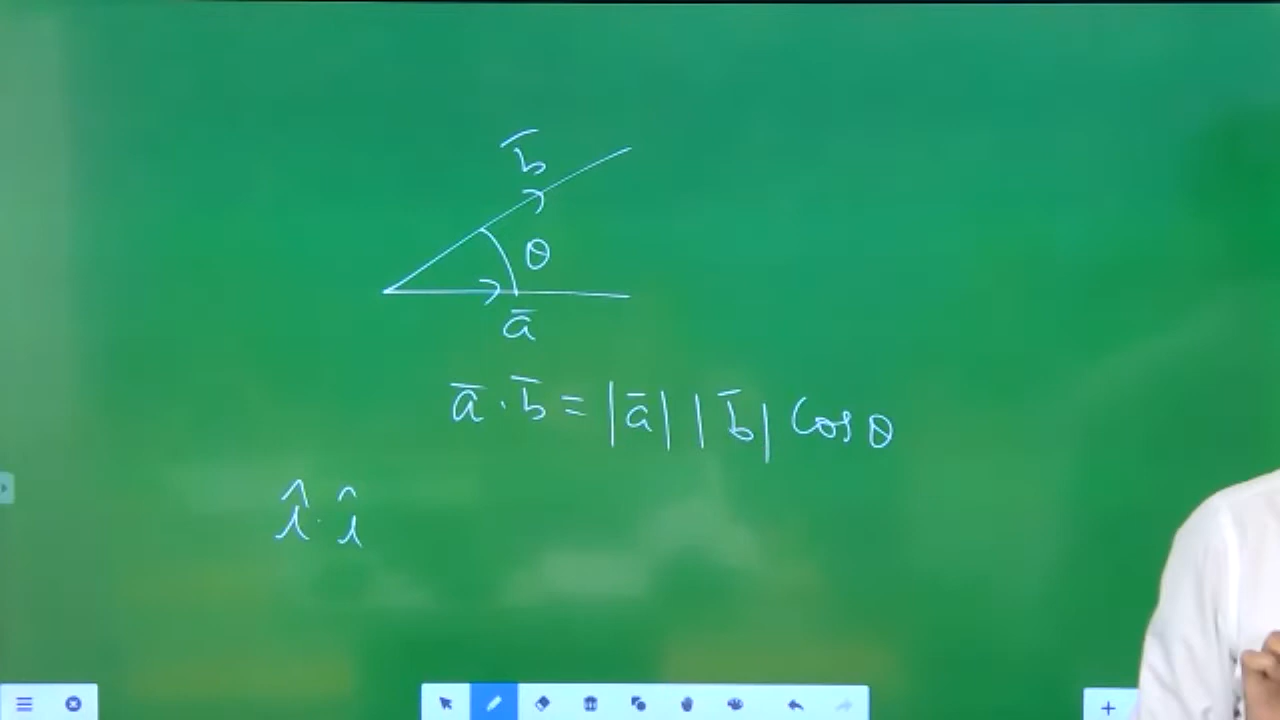 b̄
θ
ā
ā . b̄ = |ā| |b̄| Cos θ
î . î